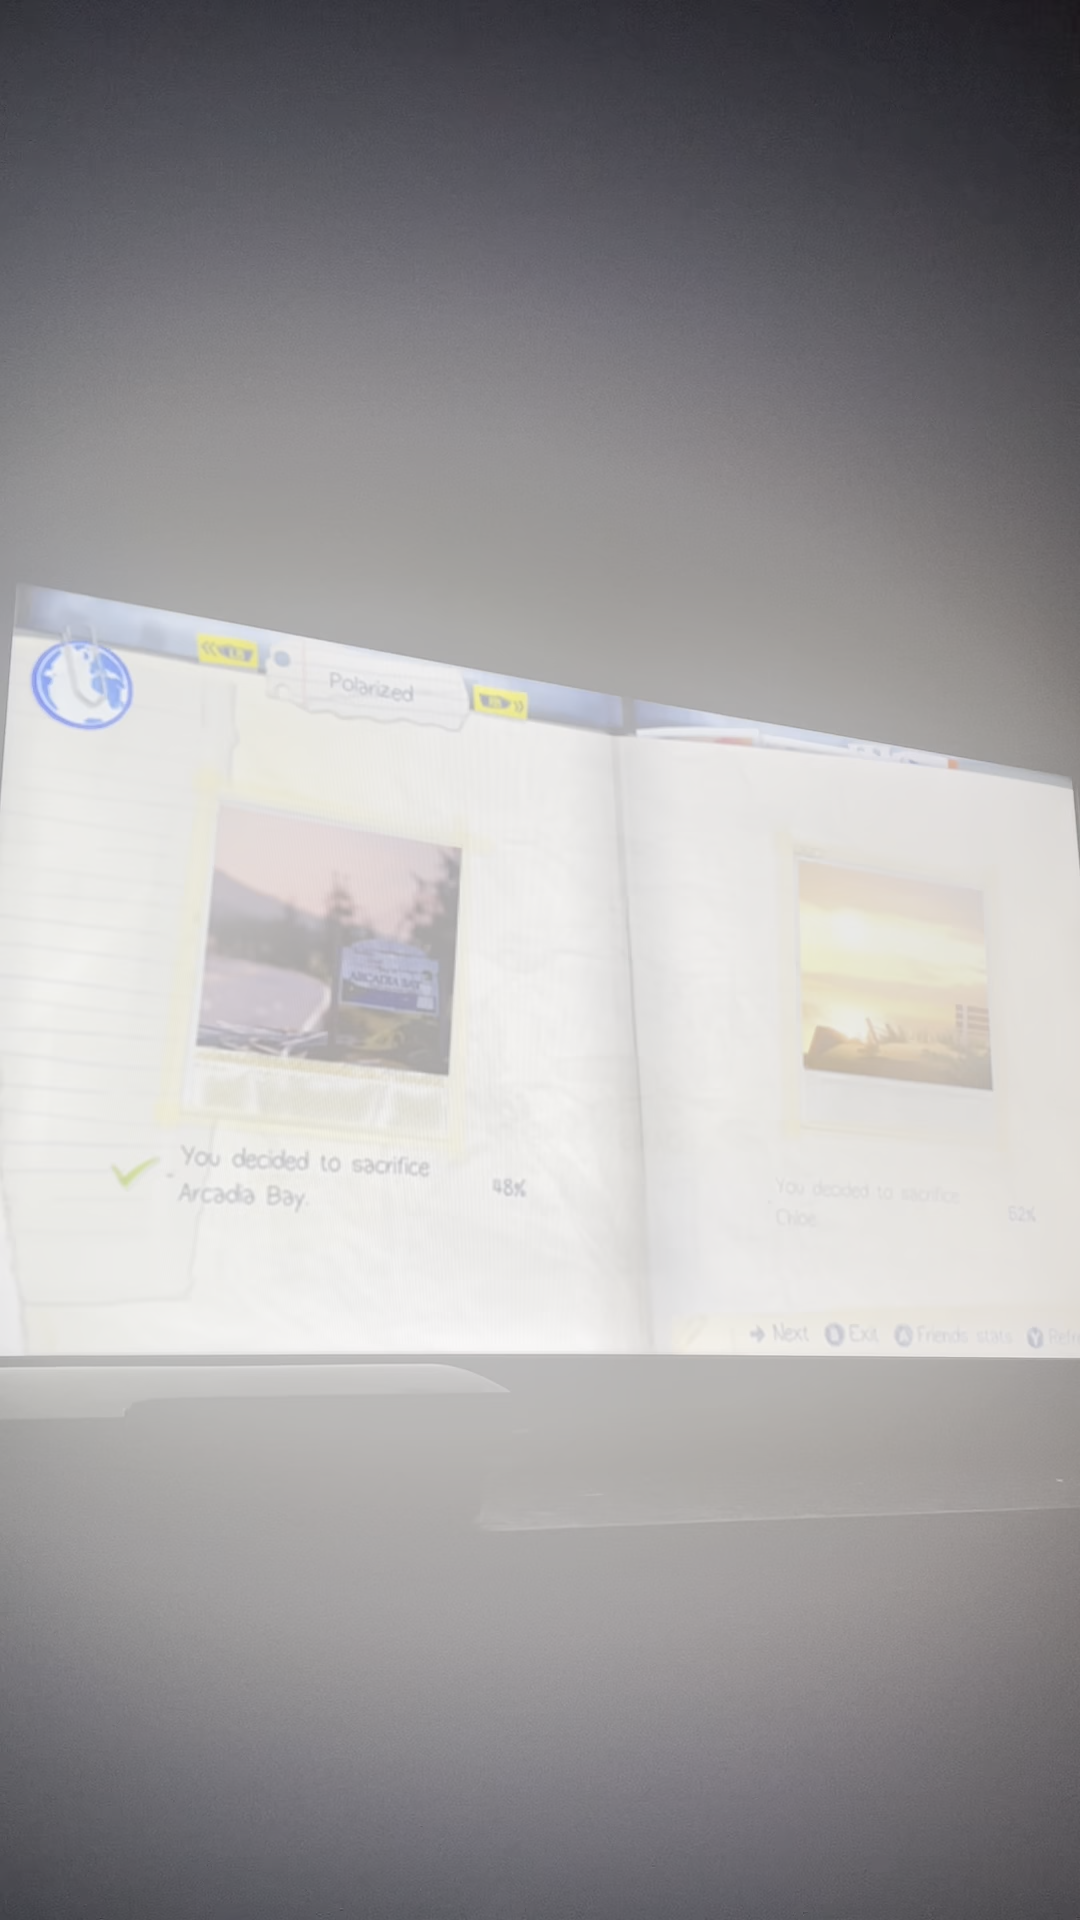 Polarized
ARCADIA BAY
You decided to sacrifice
Arcadia Bay.
48%
You decided to sacrifice
Chloe.
52%
Next Exit Friends stats